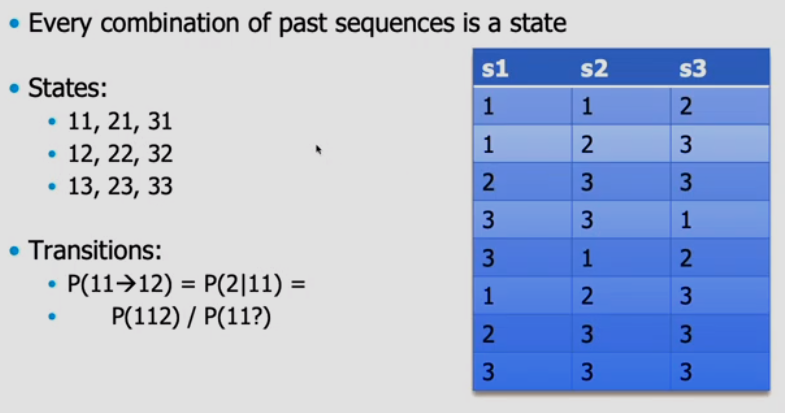 • Every combination of past sequences is a state
• States:
• 11, 21, 31
• 12, 22, 32
• 13, 23, 33
• Transitions:
• P(11→12) = P(2|11) =
• P(112) / P(11?)
s1 s2 s3
1 1 2
1 2 3
2 3 3
3 3 1
3 1 2
1 2 3
2 3 3
3 3 3